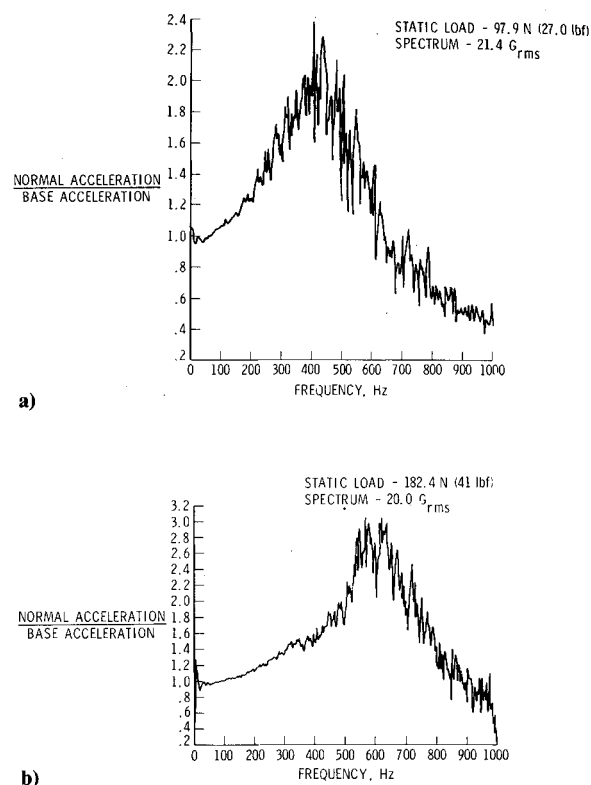 STATIC LOAD - 97.9 N (27.0 lbf)
SPECTRUM - 21.4 Grms
2.4
2.2
2.0
1.8
1.6
1.4
1.2
1.0
.8
.6
.4
.2
NORMAL ACCELERATION
BASE ACCELERATION
0 100 200 300 400 500 600 700 800 900 1000
FREQUENCY, Hz
a)
STATIC LOAD - 182.4 N (41 lbf)
SPECTRUM - 20.0 Grms
3.2
3.0
2.8
2.6
2.4
2.2
2.0
1.8
1.6
1.4
1.2
1.0
.8
.6
.4
.2
NORMAL ACCELERATION
BASE ACCELERATION
0 100 200 300 400 500 600 700 800 900 1000
FREQUENCY, Hz
b)